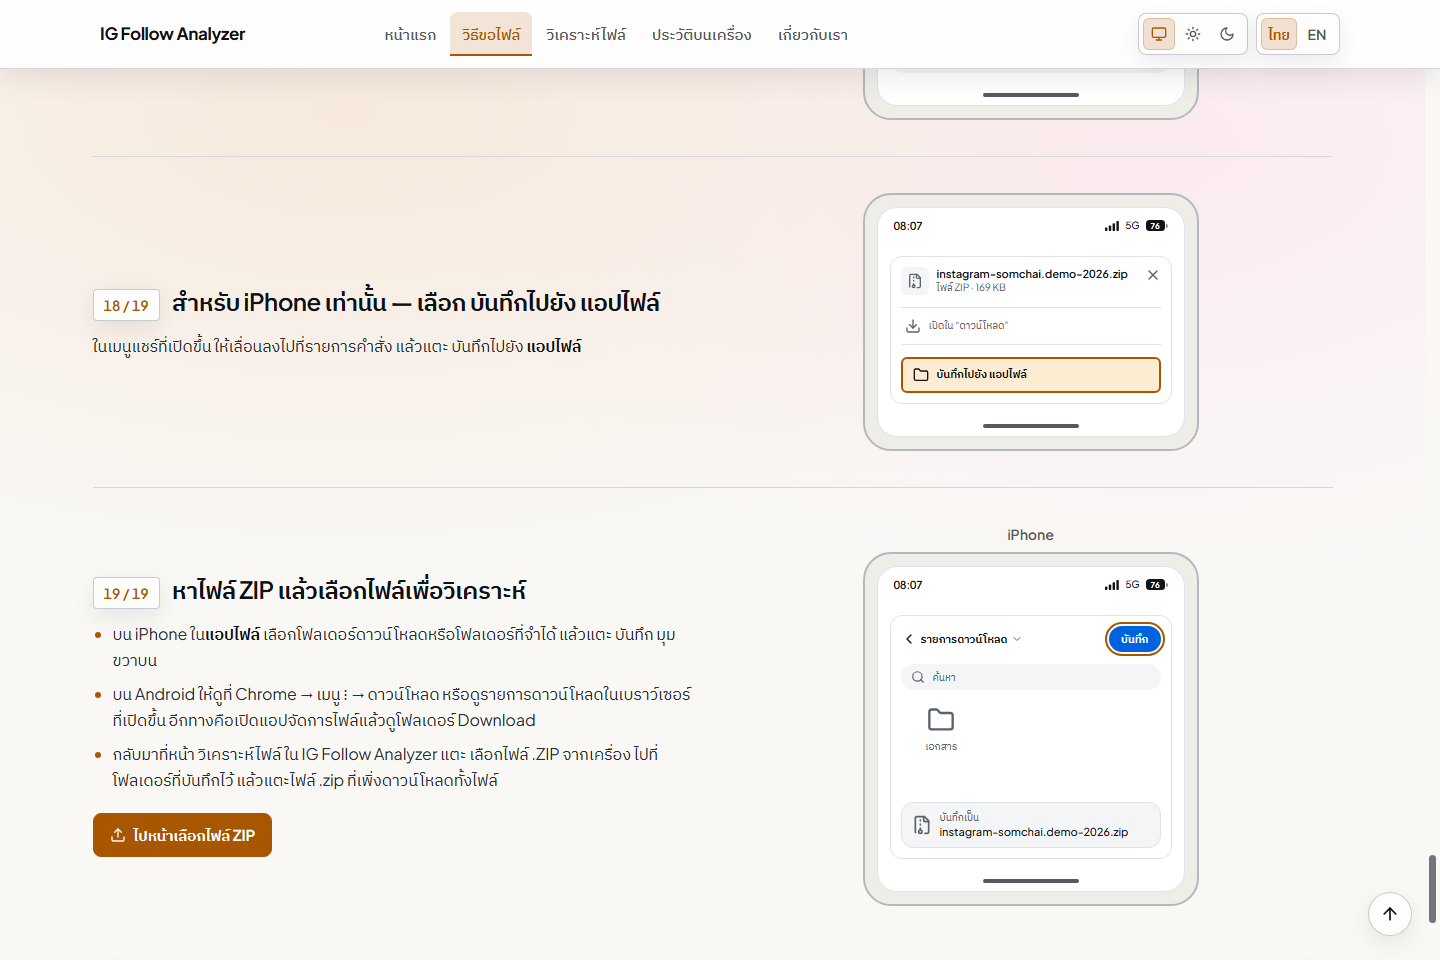 IG Follow Analyzer
หน้าแรก
วิธีขอไฟล์
วิเคราะห์ไฟล์
ประวัติบนเครื่อง
เกี่ยวกับเรา
ไทย
EN
18/19
สำหรับ iPhone เท่านั้น — เลือก บันทึกไปยัง แอปไฟล์
ในเมนูแชร์ที่เปิดขึ้น ให้เลื่อนลงไปที่รายการคำสั่ง แล้วแตะ บันทึกไปยัง แอปไฟล์
08:07
5G
76
instagram-somchai.demo-2026.zip
ไฟล์ ZIP · 169 KB
เปิดใน "ดาวน์โหลด"
บันทึกไปยัง แอปไฟล์
19/19
หาไฟล์ ZIP แล้วเลือกไฟล์เพื่อวิเคราะห์
บน iPhone ในแอปไฟล์ เลือกโฟลเดอร์ดาวน์โหลดหรือโฟลเดอร์ที่จำได้ แล้วแตะ บันทึก มุม
ขวาบน
บน Android ให้ดูที่ Chrome → เมนู ⋮ → ดาวน์โหลด หรือดูรายการดาวน์โหลดในเบราว์เซอร์
ที่เปิดขึ้น อีกทางคือเปิดแอปจัดการไฟล์แล้วดูโฟลเดอร์ Download
กลับมาที่หน้า วิเคราะห์ไฟล์ ใน IG Follow Analyzer แตะ เลือกไฟล์ .ZIP จากเครื่อง ไปที่
โฟลเดอร์ที่บันทึกไว้ แล้วแตะไฟล์ .zip ที่เพิ่งดาวน์โหลดทั้งไฟล์
ไปหน้าเลือกไฟล์ ZIP
iPhone
08:07
5G
76
รายการดาวน์โหลด
บันทึก
ค้นหา
เอกสาร
บันทึกเป็น
instagram-somchai.demo-2026.zip